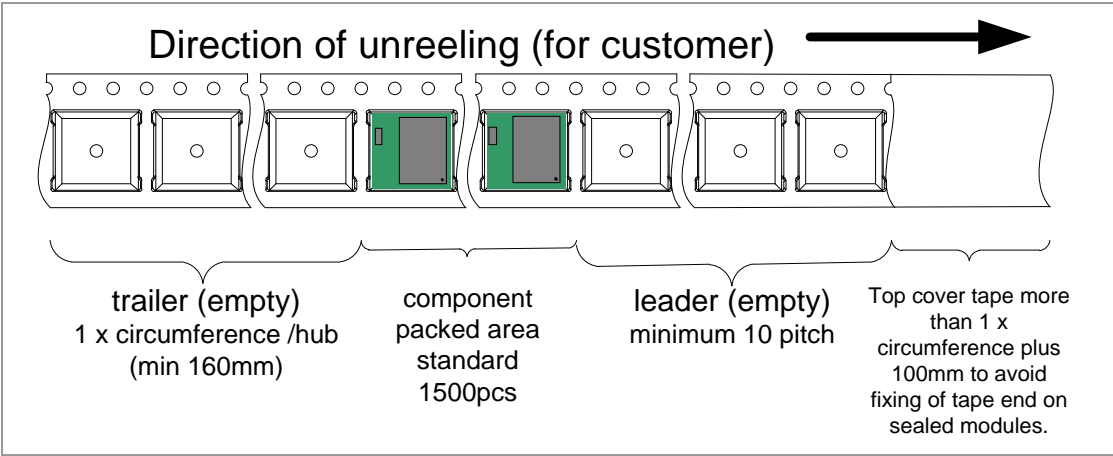 Direction of unreeling (for customer)
trailer (empty)
1 x circumference /hub
(min 160mm)
component
packed area
standard
1500pcs
leader (empty)
minimum 10 pitch
Top cover tape more
than 1 x
circumference plus
100mm to avoid
fixing of tape end on
sealed modules.